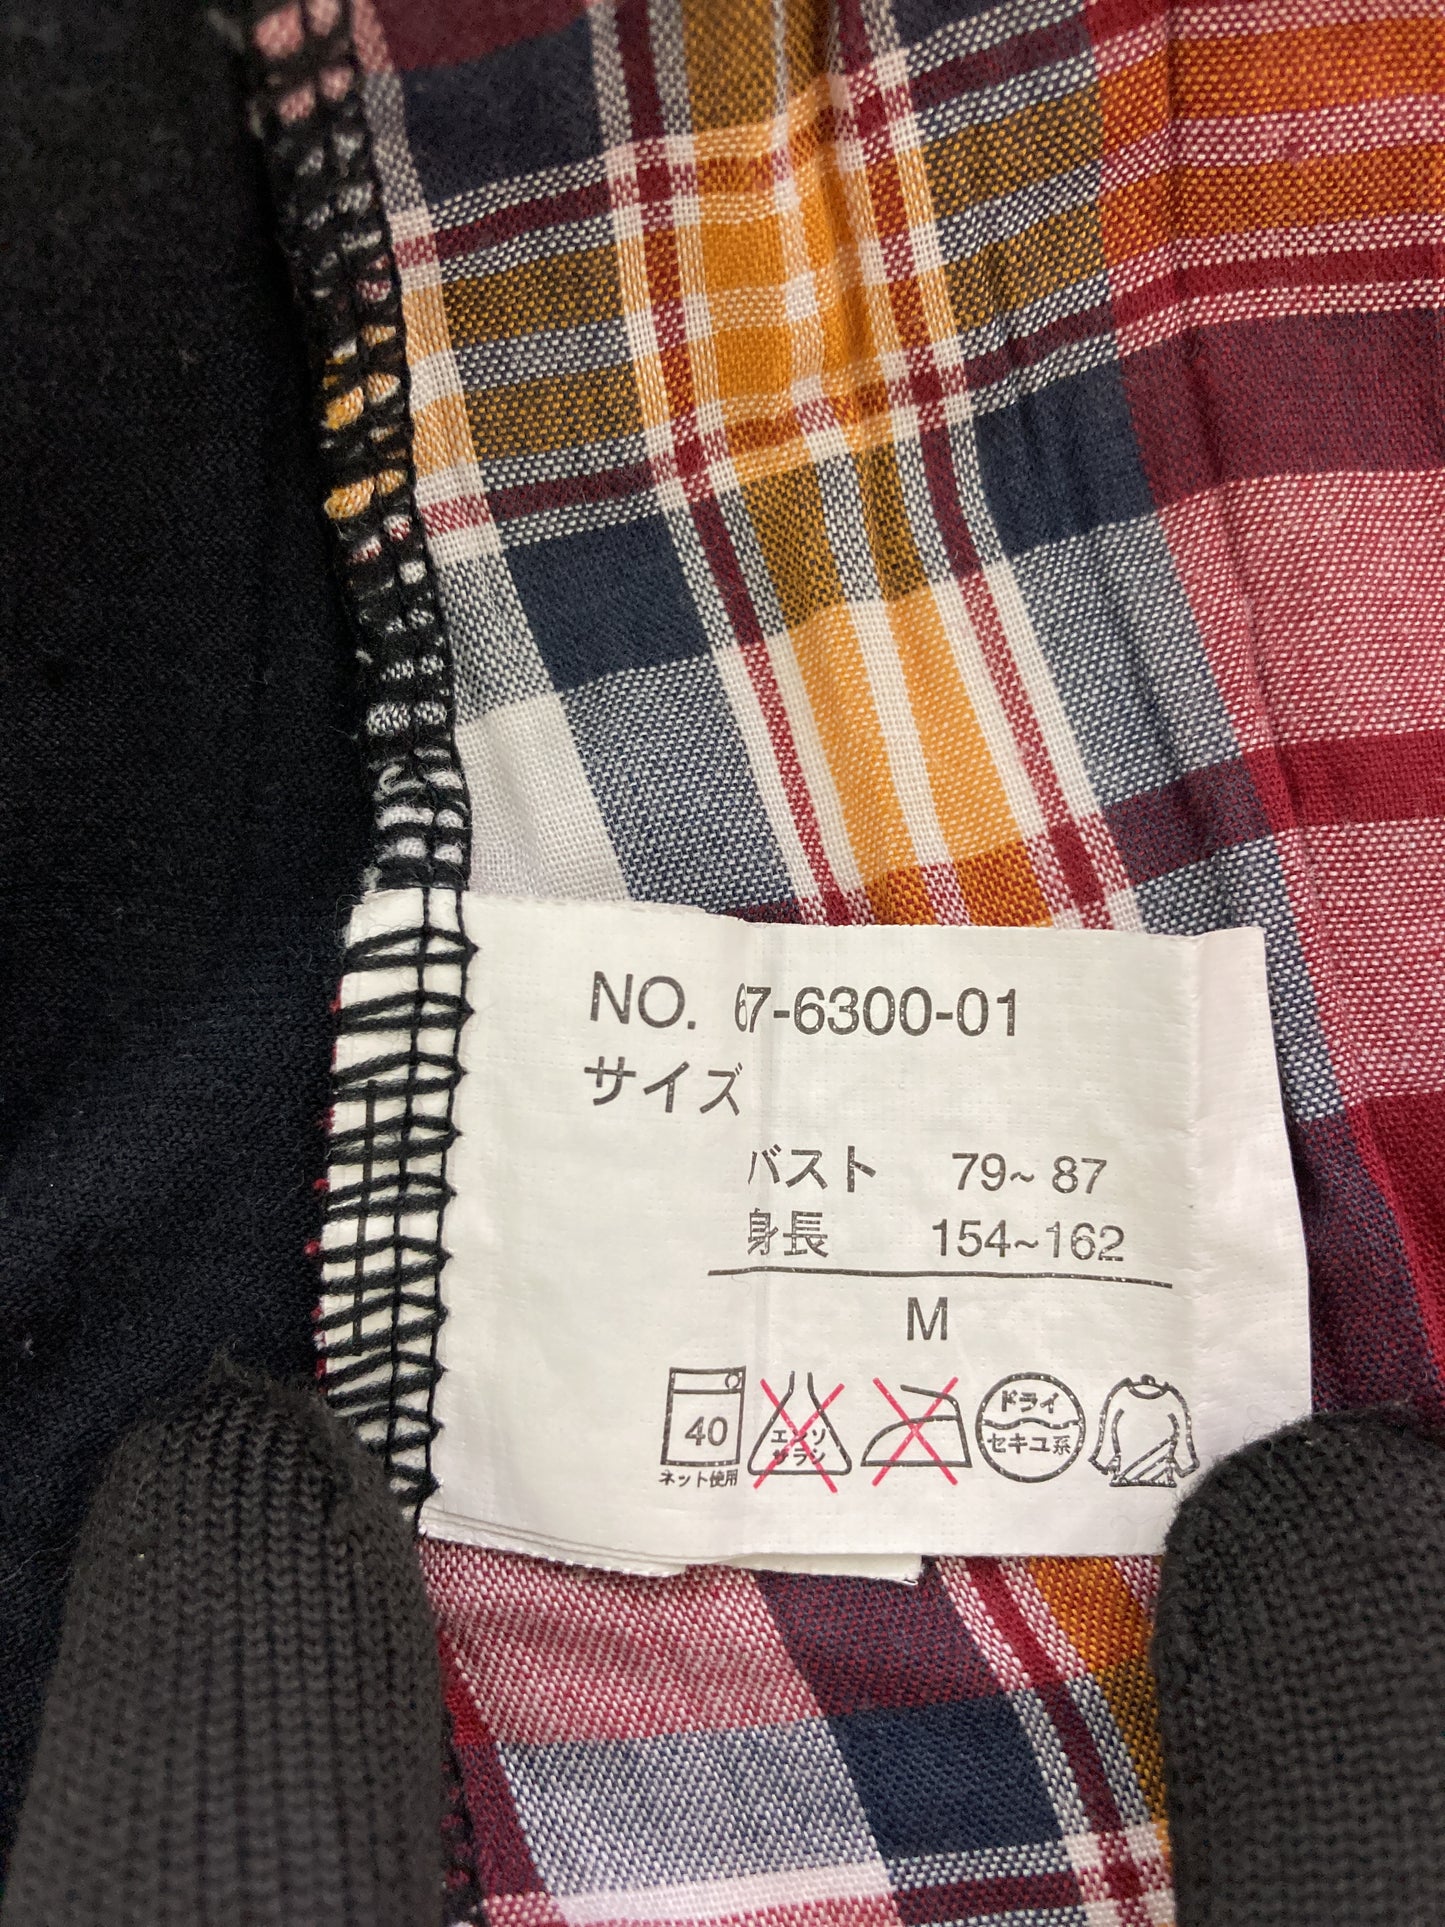 NO. 67-6300-01
サイズ
バスト 79~87
身長 154~162
M
40
ネット使用
エンソ
サラシ
ドライ
セキユ系